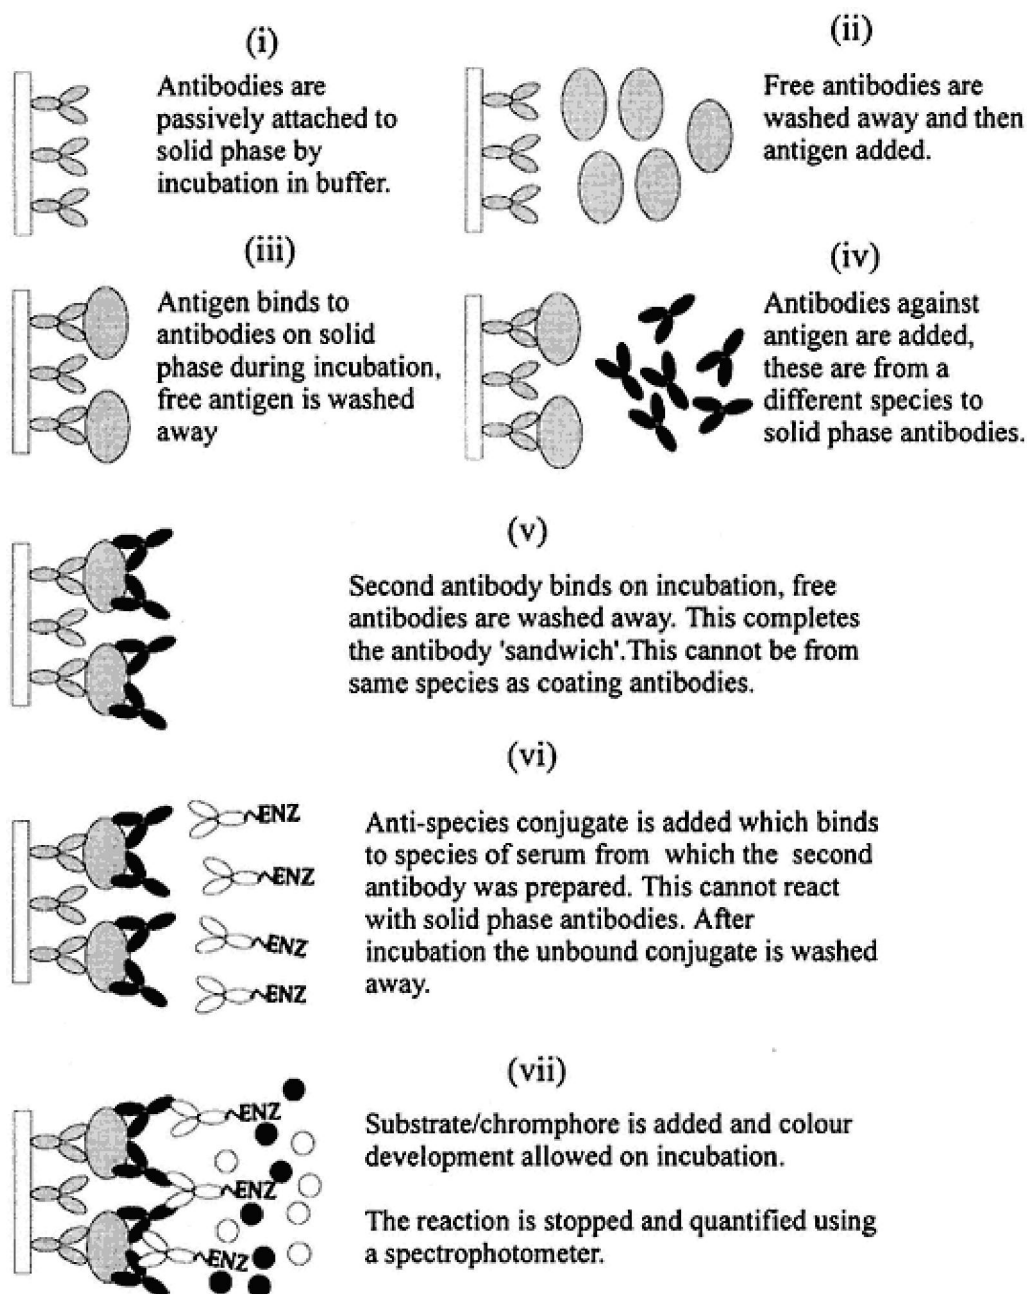 (i)
Antibodies are
passively attached to
solid phase by
incubation in buffer.
(ii)
Free antibodies are
washed away and then
antigen added.
(iii)
Antigen binds to
antibodies on solid
phase during incubation,
free antigen is washed
away
(iv)
Antibodies against
antigen are added,
these are from a
different species to
solid phase antibodies.
(v)
Second antibody binds on incubation, free
antibodies are washed away. This completes
the antibody 'sandwich'.This cannot be from
same species as coating antibodies.
(vi)
ENZ
ENZ
ENZ
ENZ
Anti-species conjugate is added which binds
to species of serum from which the second
antibody was prepared. This cannot react
with solid phase antibodies. After
incubation the unbound conjugate is washed
away.
(vii)
ENZ
ENZ
ENZ
Substrate/chromphore is added and colour
development allowed on incubation.
The reaction is stopped and quantified using
a spectrophotometer.